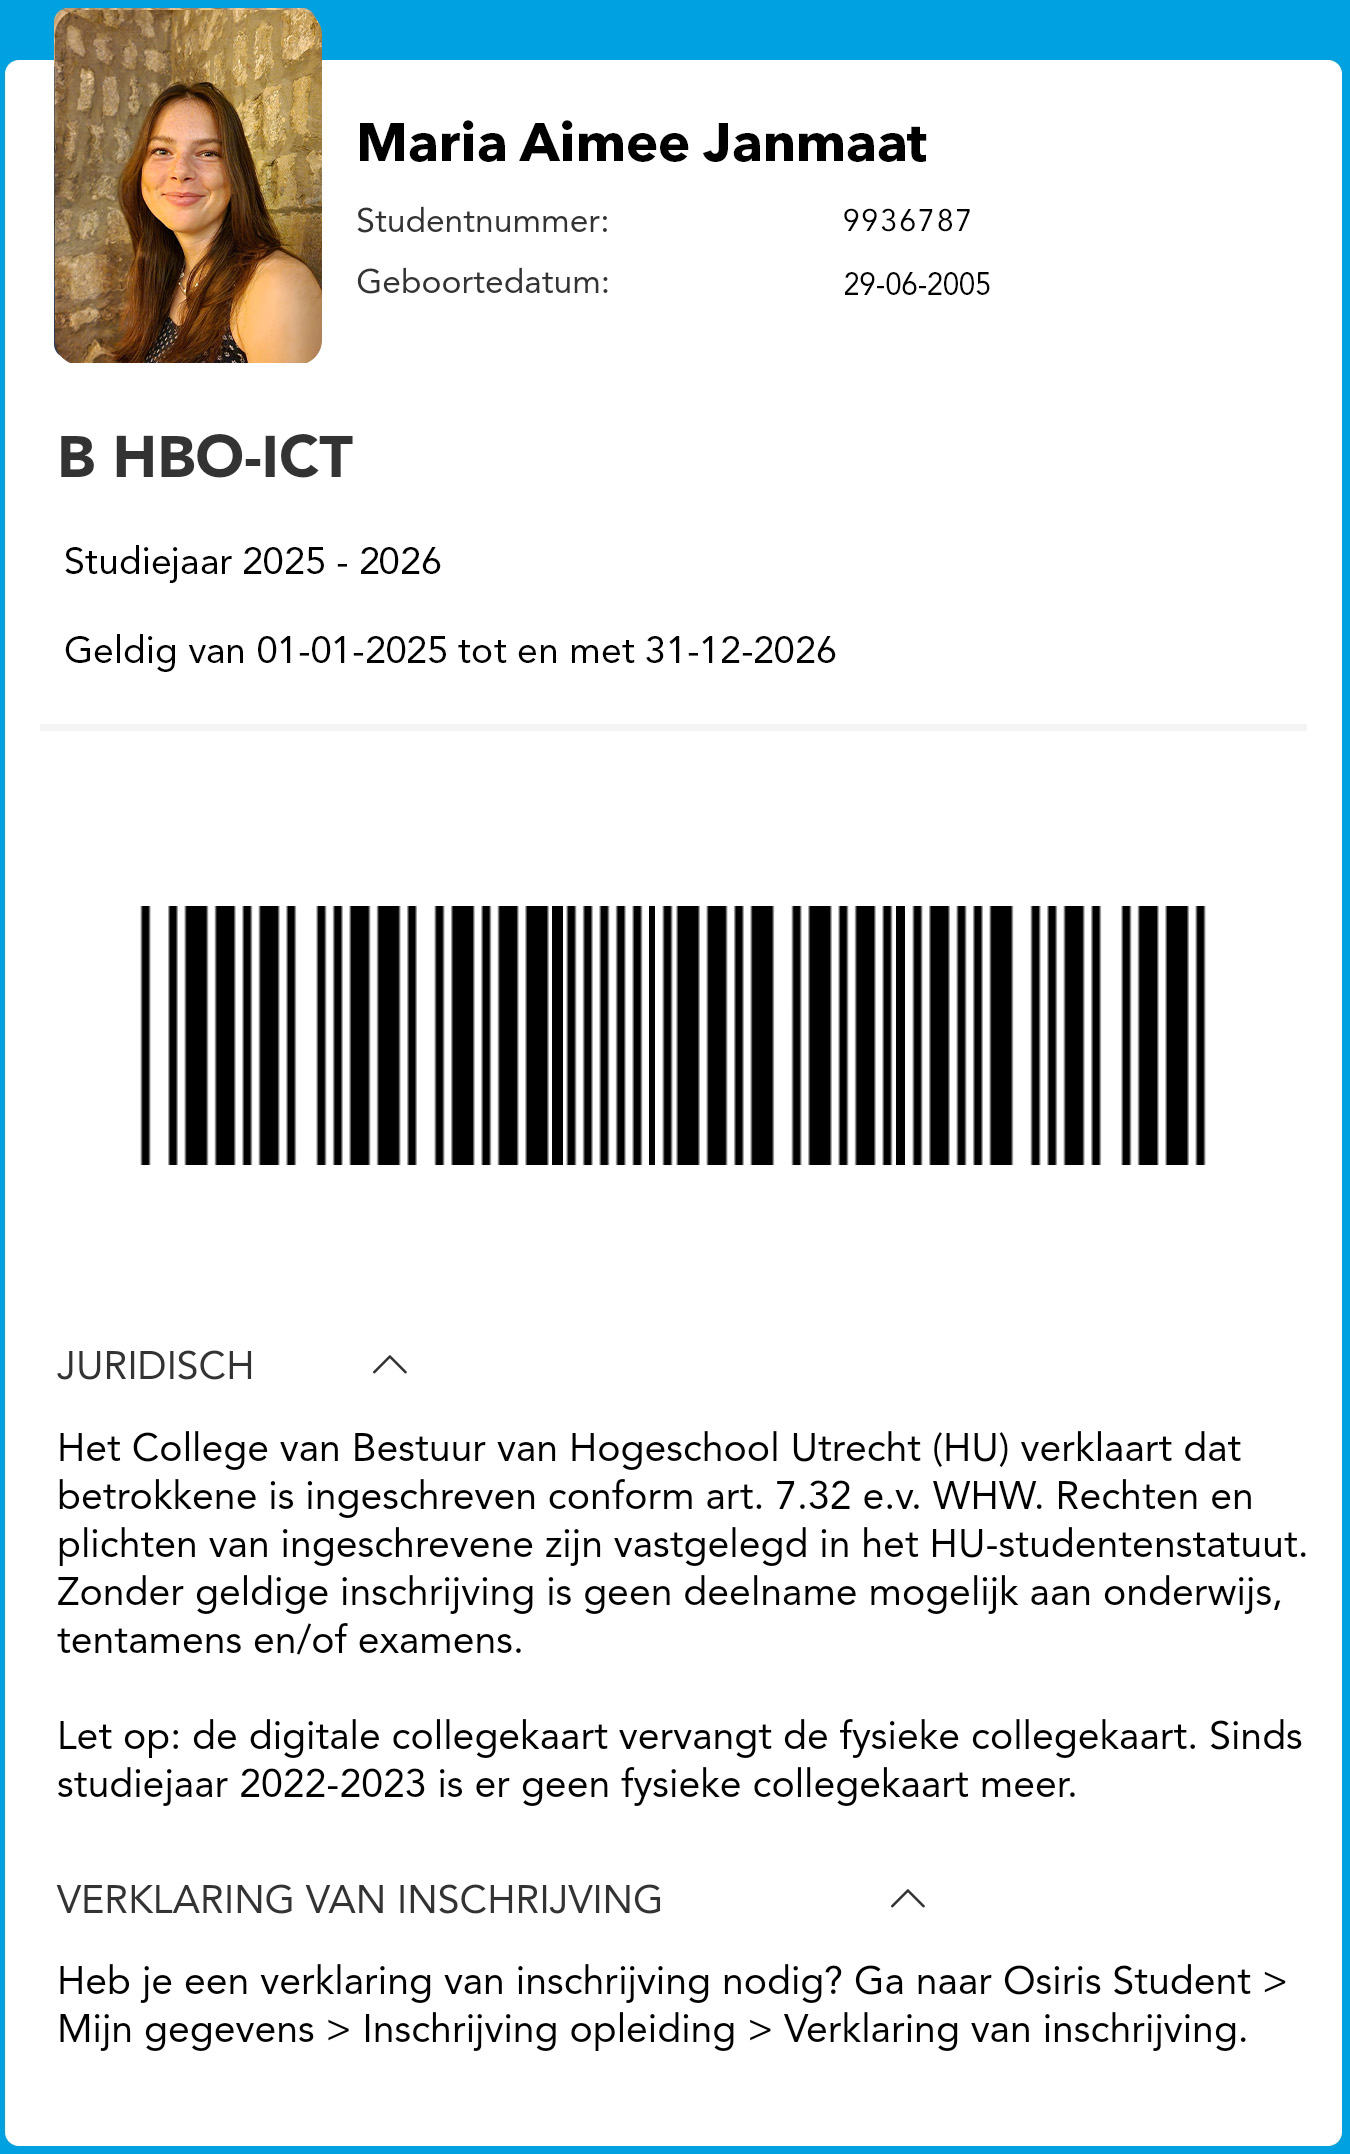 Maria Aimee Janmaat
Studentnummer: 9936787
Geboortedatum: 29-06-2005
B HBO-ICT
Studiejaar 2025 - 2026
Geldig van 01-01-2025 tot en met 31-12-2026
JURIDISCH
Het College van Bestuur van Hogeschool Utrecht (HU) verklaart dat
betrokkene is ingeschreven conform art. 7.32 e.v. WHW. Rechten en
plichten van ingeschrevene zijn vastgelegd in het HU-studentenstatuut.
Zonder geldige inschrijving is geen deelname mogelijk aan onderwijs,
tentamens en/of examens.
Let op: de digitale collegekaart vervangt de fysieke collegekaart. Sinds
studiejaar 2022-2023 is er geen fysieke collegekaart meer.
VERKLARING VAN INSCHRIJVING
Heb je een verklaring van inschrijving nodig? Ga naar Osiris Student >
Mijn gegevens > Inschrijving opleiding > Verklaring van inschrijving.